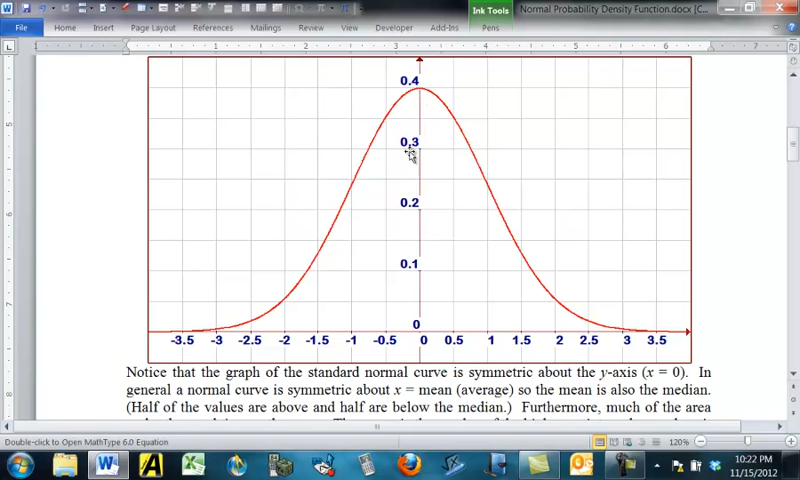 Ink Tools
Normal Probability Density Function.docx [C...
File
Home
Insert
Page Layout
References
Mailings
Review
View
Developer
Add-Ins
Pens
0.4
0.3
0.2
0.1
0
-3.5 -3 -2.5 -2 -1.5 -1 -0.5 0 0.5 1 1.5 2 2.5 3 3.5
Notice that the graph of the standard normal curve is symmetric about the y-axis (x = 0). In
general a normal curve is symmetric about x = mean (average) so the mean is also the median.
(Half of the values are above and half are below the median.) Furthermore, much of the area
Double-click to Open MathType 6.0 Equation
120%
10:22 PM
11/15/2012